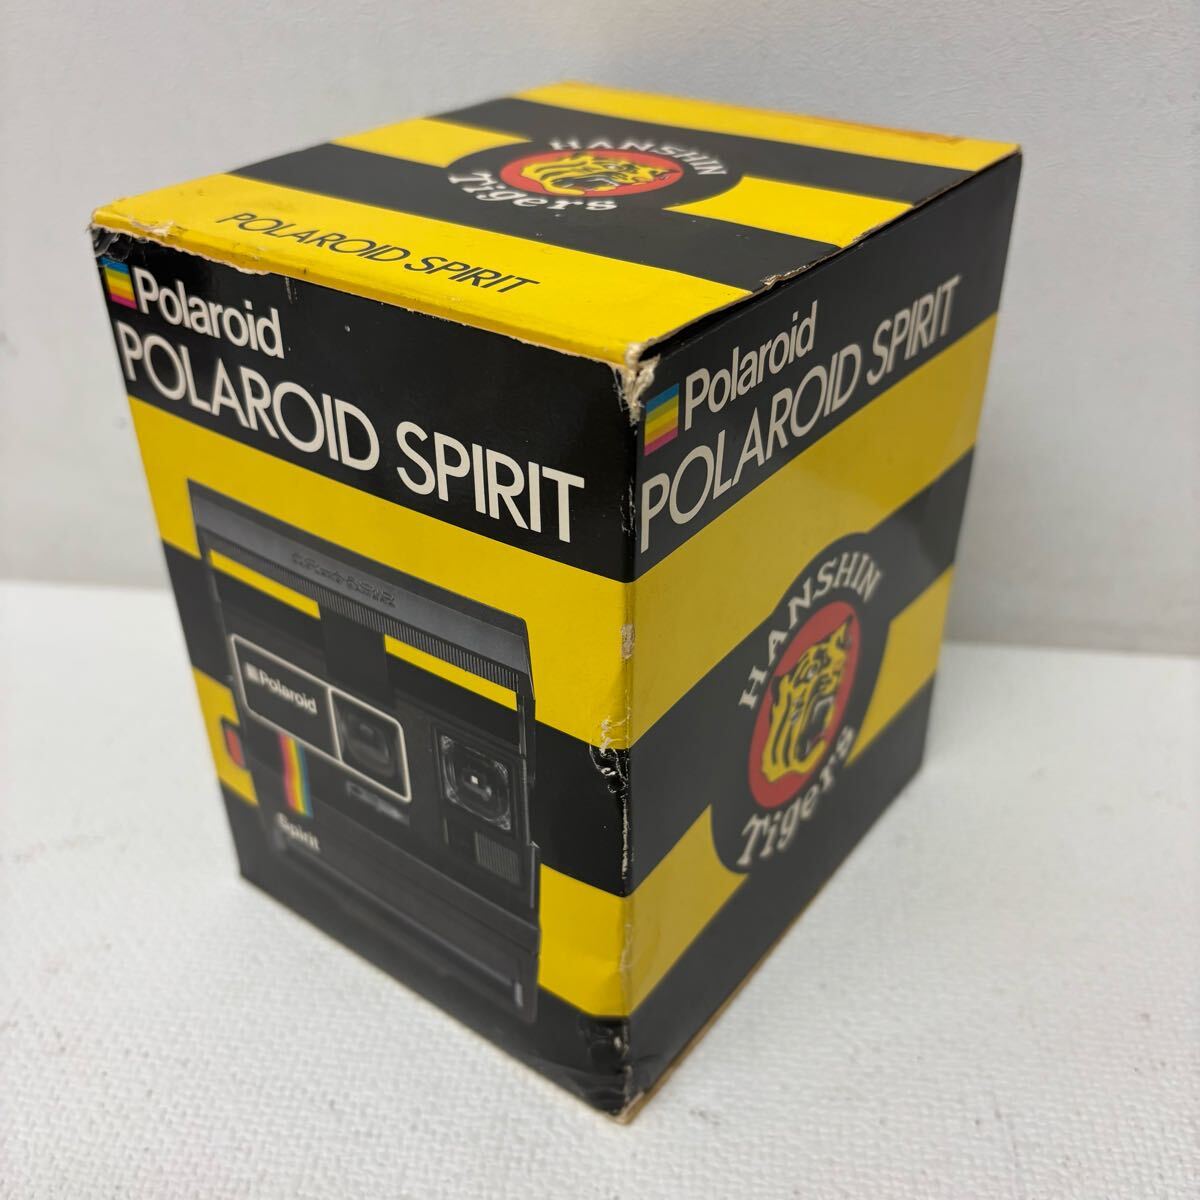 HANSHIN
Tigers
POLAROID SPIRIT
Polaroid
POLAROID SPIRIT
Polaroid
Spirit
Polaroid
POLAROID SPIRIT
HANSHIN
Tigers